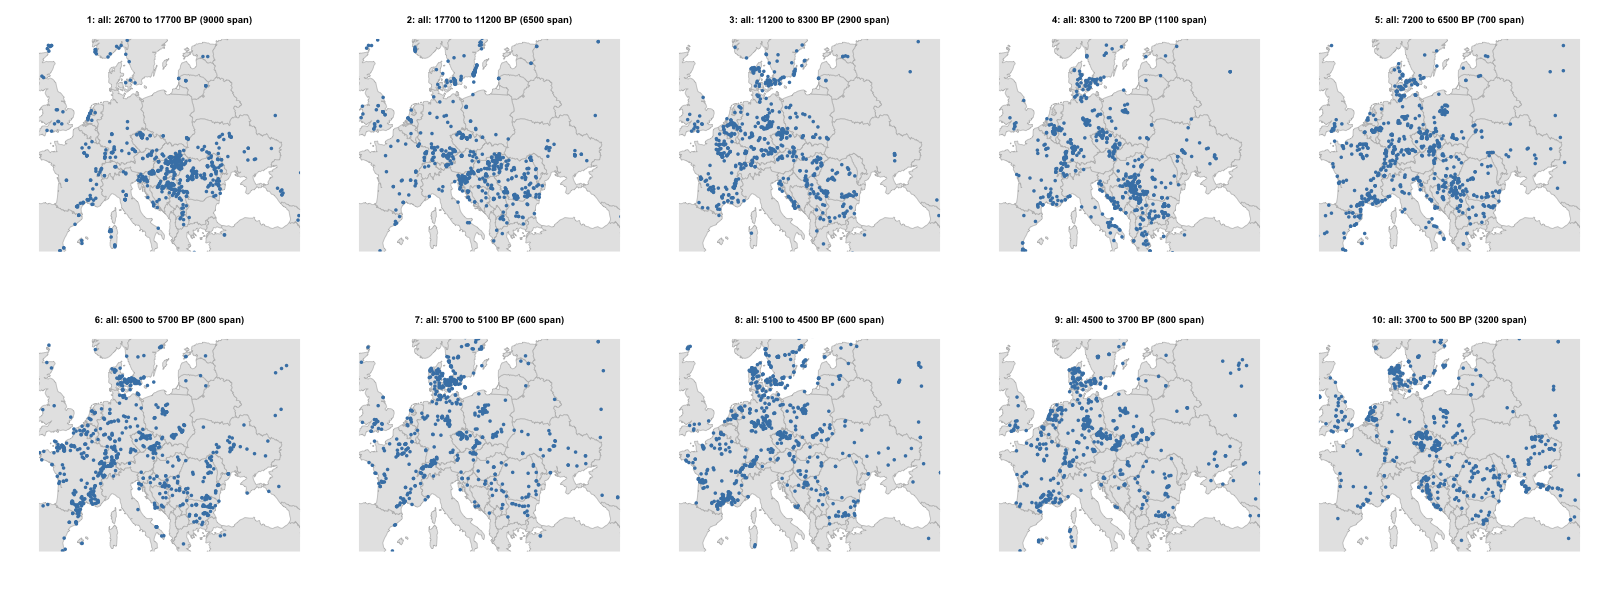 1: all: 26700 to 17700 BP (9000 span)
2: all: 17700 to 11200 BP (6500 span)
3: all: 11200 to 8300 BP (2900 span)
4: all: 8300 to 7200 BP (1100 span)
5: all: 7200 to 6500 BP (700 span)
6: all: 6500 to 5700 BP (800 span)
7: all: 5700 to 5100 BP (600 span)
8: all: 5100 to 4500 BP (600 span)
9: all: 4500 to 3700 BP (800 span)
10: all: 3700 to 500 BP (3200 span)